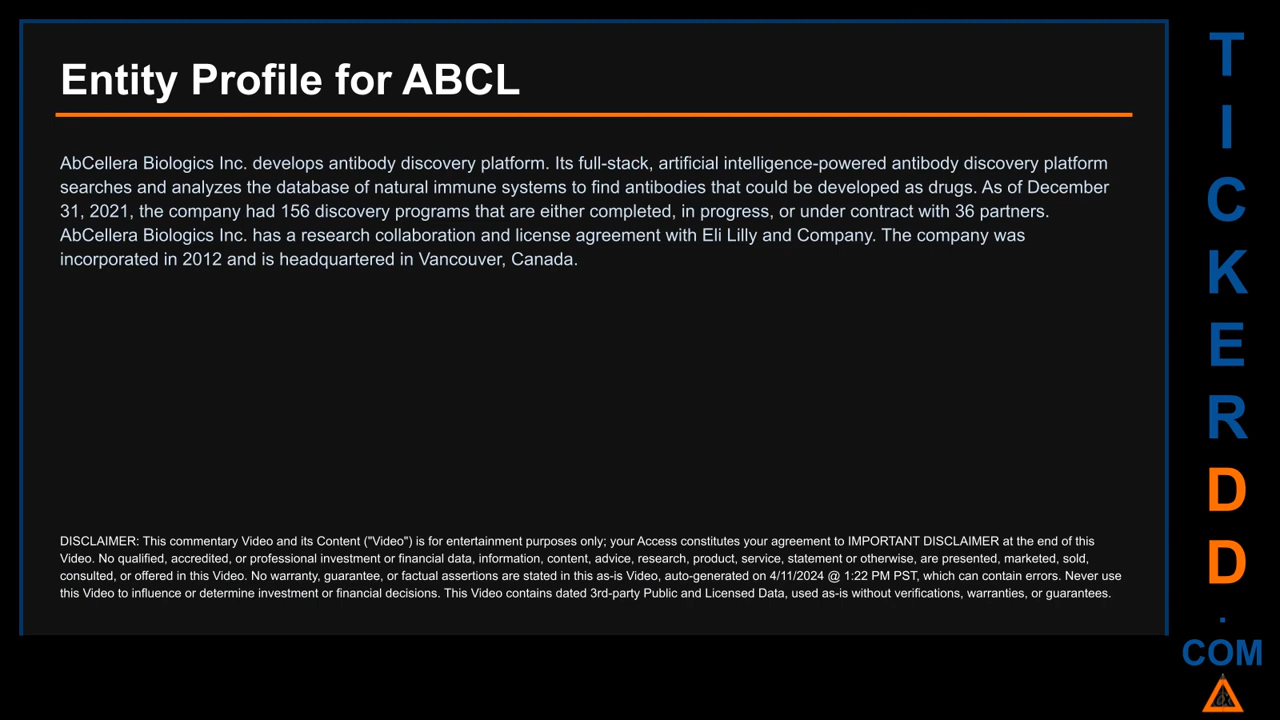 Entity Profile for ABCL
AbCellera Biologics Inc. develops antibody discovery platform. Its full-stack, artificial intelligence-powered antibody discovery platform
searches and analyzes the database of natural immune systems to find antibodies that could be developed as drugs. As of December
31, 2021, the company had 156 discovery programs that are either completed, in progress, or under contract with 36 partners.
AbCellera Biologics Inc. has a research collaboration and license agreement with Eli Lilly and Company. The company was
incorporated in 2012 and is headquartered in Vancouver, Canada.
DISCLAIMER: This commentary Video and its Content ("Video") is for entertainment purposes only; your Access constitutes your agreement to IMPORTANT DISCLAIMER at the end of this
Video. No qualified, accredited, or professional investment or financial data, information, content, advice, research, product, service, statement or otherwise, are presented, marketed, sold,
consulted, or offered in this Video. No warranty, guarantee, or factual assertions are stated in this as-is Video, auto-generated on 4/11/2024 @ 1:22 PM PST, which can contain errors. Never use
this Video to influence or determine investment or financial decisions. This Video contains dated 3rd-party Public and Licensed Data, used as-is without verifications, warranties, or guarantees.
T
I
C
K
E
R
D
D
.
COM